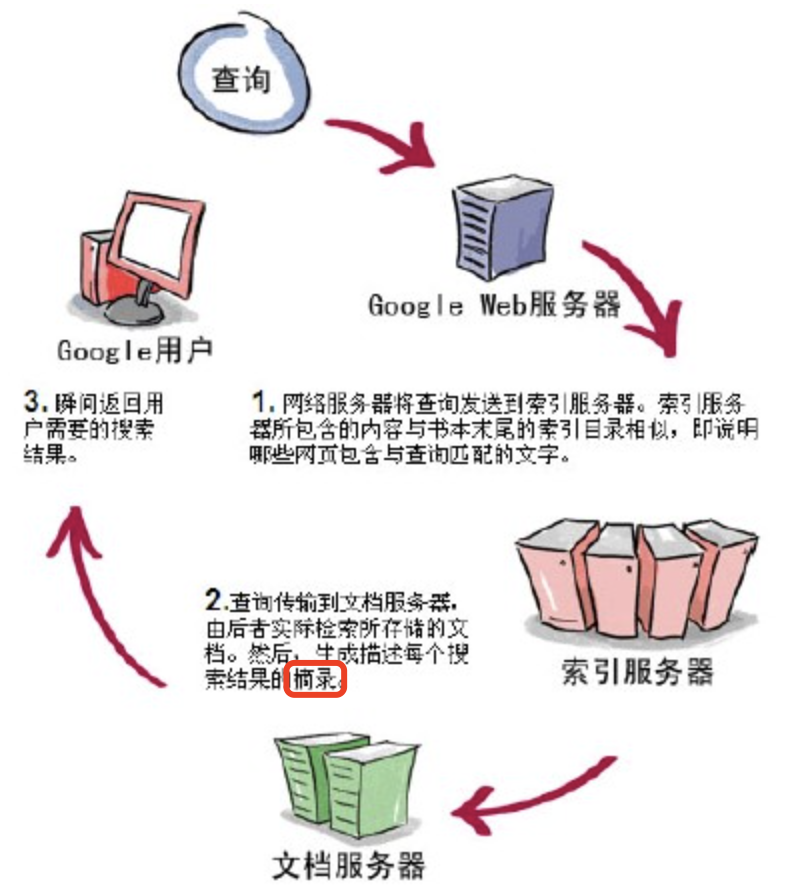 查询
Google Web服务器
Google用户
1. 网络服务器将查询发送到索引服务器。索引服务
器所包含的内容与书本末尾的索引目录相似，即说明
哪些网页包含与查询匹配的文字。
3. 瞬间返回用
户需要的搜索
结果。
索引服务器
2.查询传输到文档服务器，
由后者实际检索所存储的文
档。然后，生成描述每个搜
索结果的摘录。
文档服务器